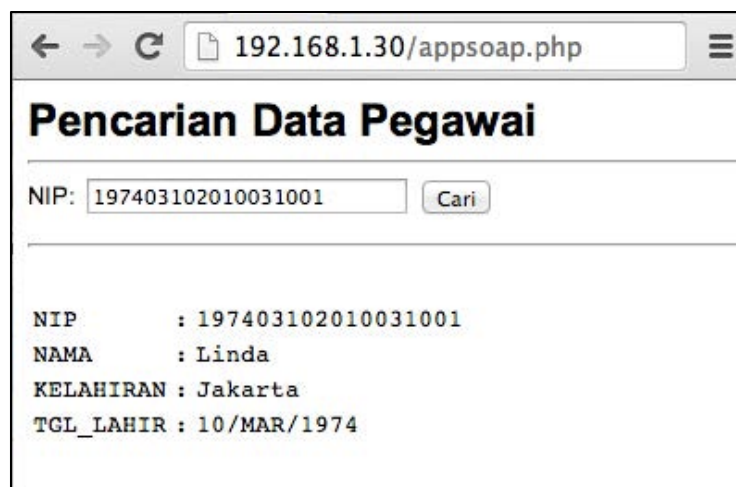 192.168.1.30/appsoap.php
Pencarian Data Pegawai
NIP: 197403102010031001 Cari
NIP : 197403102010031001
NAMA : Linda
KELAHIRAN : Jakarta
TGL_LAHIR : 10/MAR/1974